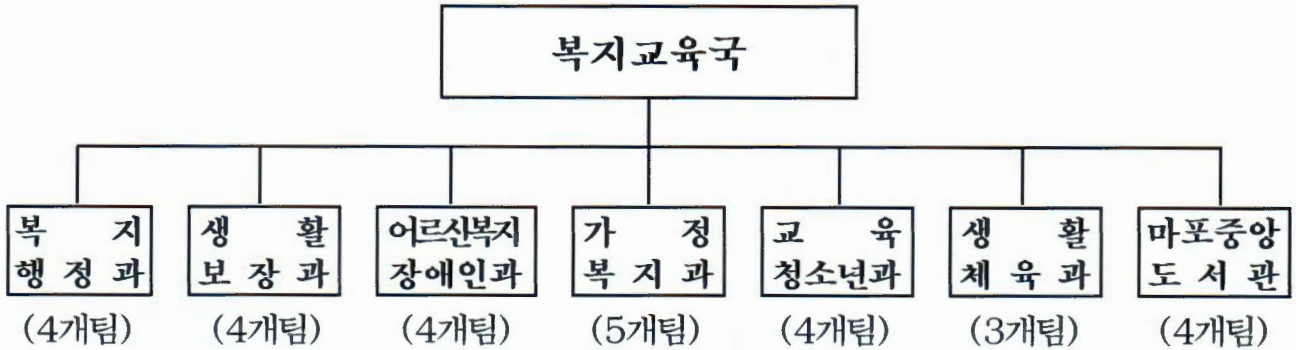 복지교육국
복 지
행 정 과
생 활
보 장 과
어르신복지
장애인과
가 정
복 지 과
교 육
청소년과
생 활
체 육 과
마포중앙
도 서 관
(4개팀) (4개팀) (4개팀) (5개팀) (4개팀) (3개팀) (4개팀)